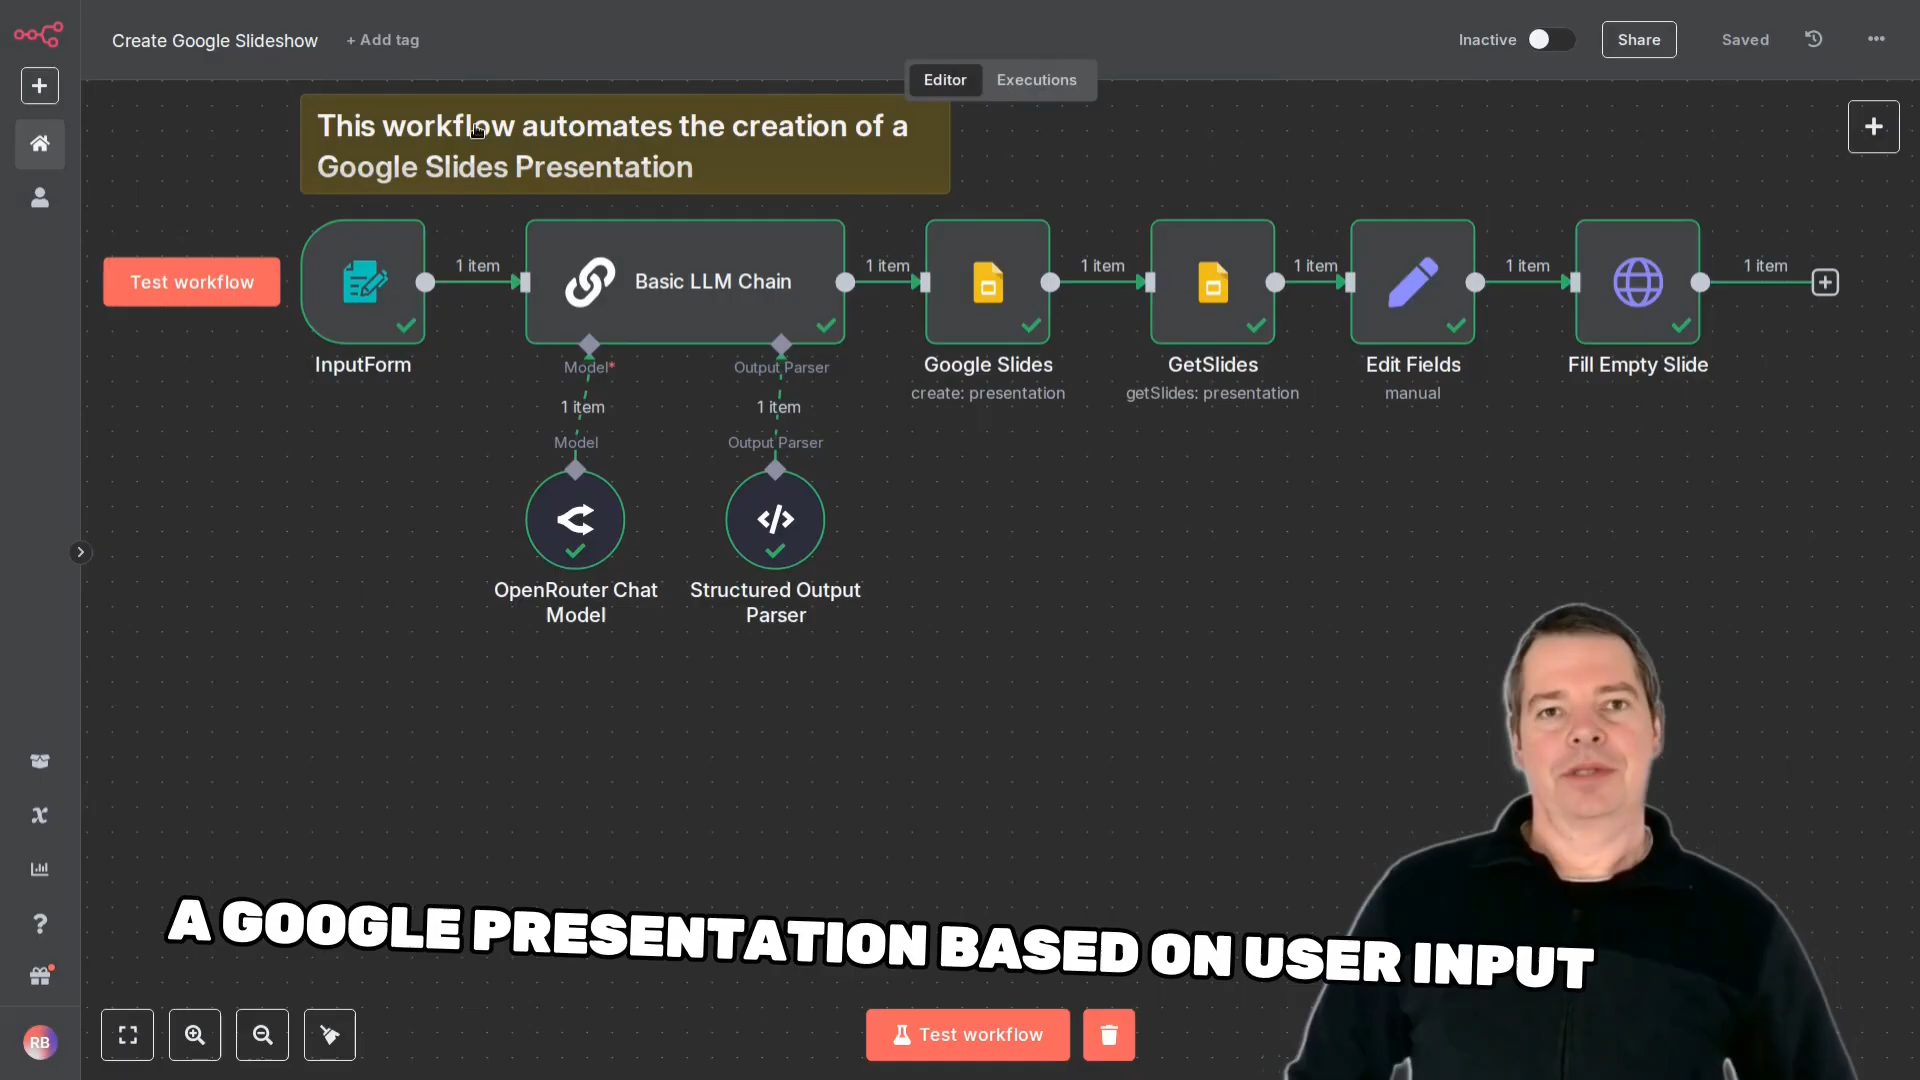 Create Google Slideshow
+ Add tag
Inactive
Share
Saved
Editor
Executions
This workflow automates the creation of a
Google Slides Presentation
Test workflow
1 item
Basic LLM Chain
1 item
1 item
1 item
1 item
1 item
InputForm
Model*
Output Parser
Google Slides
create: presentation
GetSlides
getSlides: presentation
Edit Fields
manual
Fill Empty Slide
1 item
1 item
Model
Output Parser
OpenRouter Chat
Model
Structured Output
Parser
A GOOGLE PRESENTATION BASED ON USER INPUT
RB
Test workflow